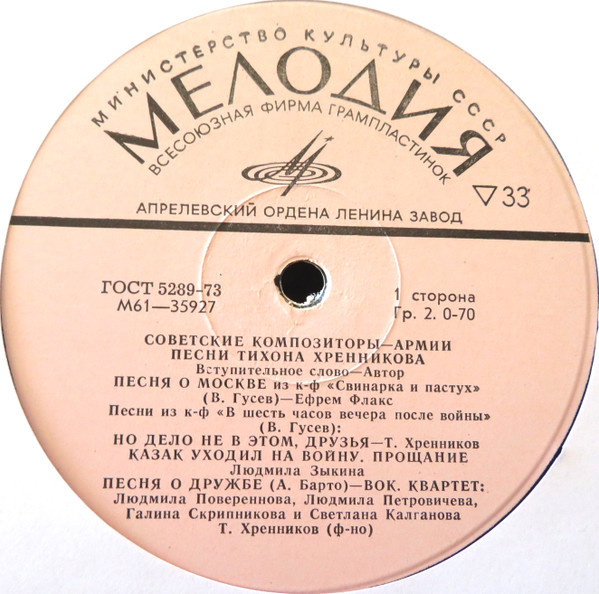 МИНИСТЕРСТВО КУЛЬТУРЫ СССР
МЕЛОДИЯ
ВСЕСОЮЗНАЯ ФИРМА ГРАМПЛАСТИНОК
▽33
АПРЕЛЕВСКИЙ ОРДЕНА ЛЕНИНА ЗАВОД
ГОСТ 5289-73
М61—35927
1 сторона
Гр. 2. 0-70
СОВЕТСКИЕ КОМПОЗИТОРЫ—АРМИИ
ПЕСНИ ТИХОНА ХРЕННИКОВА
Вступительное слово—Автор
ПЕСНЯ О МОСКВЕ из к-ф «Свинарка и пастух»
(В. Гусев)—Ефрем Флакс
Песни из к-ф «В шесть часов вечера после войны»
(В. Гусев):
НО ДЕЛО НЕ В ЭТОМ, ДРУЗЬЯ—Т. Хренников
КАЗАК УХОДИЛ НА ВОЙНУ. ПРОЩАНИЕ
Людмила Зыкина
ПЕСНЯ О ДРУЖБЕ (А. Барто)—ВОК. КВАРТЕТ:
Людмила Повереннова, Людмила Петровичева,
Галина Скрипникова и Светлана Калганова
Т. Хренников (ф-но)